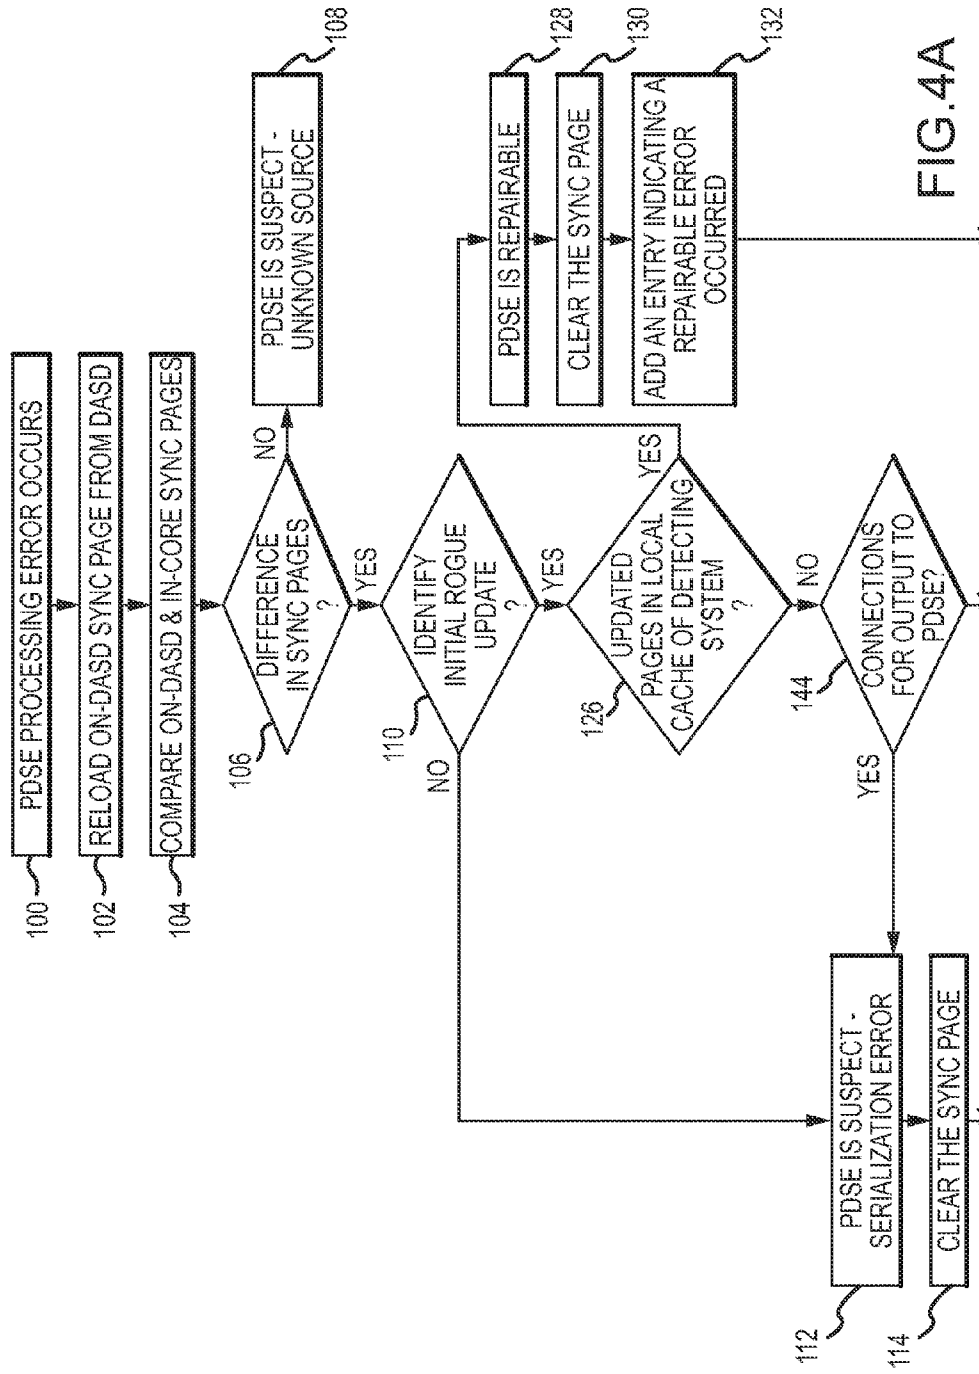 100
PDSE PROCESSING ERROR OCCURS
102
RELOAD ON-DASD SYNC PAGE FROM DASD
104
COMPARE ON-DASD & IN-CORE SYNC PAGES
106
DIFFERENCE
IN SYNC PAGES
?
NO
PDSE IS SUSPECT -
UNKNOWN SOURCE
108
YES
110
IDENTIFY
INITIAL ROGUE
UPDATE
?
NO
YES
126
UPDATED
PAGES IN LOCAL
CACHE OF DETECTING
SYSTEM
?
YES
PDSE IS REPAIRABLE
128
CLEAR THE SYNC PAGE
130
ADD AN ENTRY INDICATING A
REPAIRABLE ERROR
OCCURRED
132
NO
144
CONNECTIONS
FOR OUTPUT TO
PDSE?
YES
112
PDSE IS SUSPECT -
SERIALIZATION ERROR
114
CLEAR THE SYNC PAGE
FIG.4A